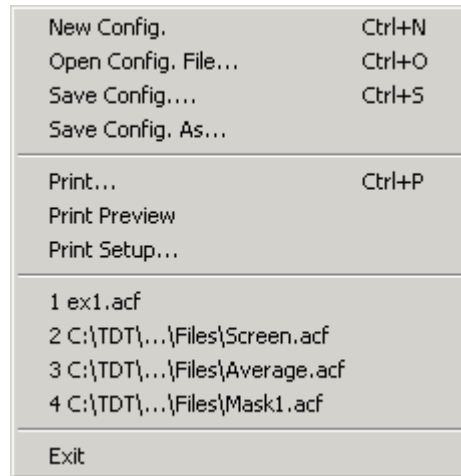 New Config. Ctrl+N
Open Config. File... Ctrl+O
Save Config.... Ctrl+S
Save Config. As...
Print... Ctrl+P
Print Preview
Print Setup...
1 ex1.acf
2 C:\TDT\...\Files\Screen.acf
3 C:\TDT\...\Files\Average.acf
4 C:\TDT\...\Files\Mask1.acf
Exit